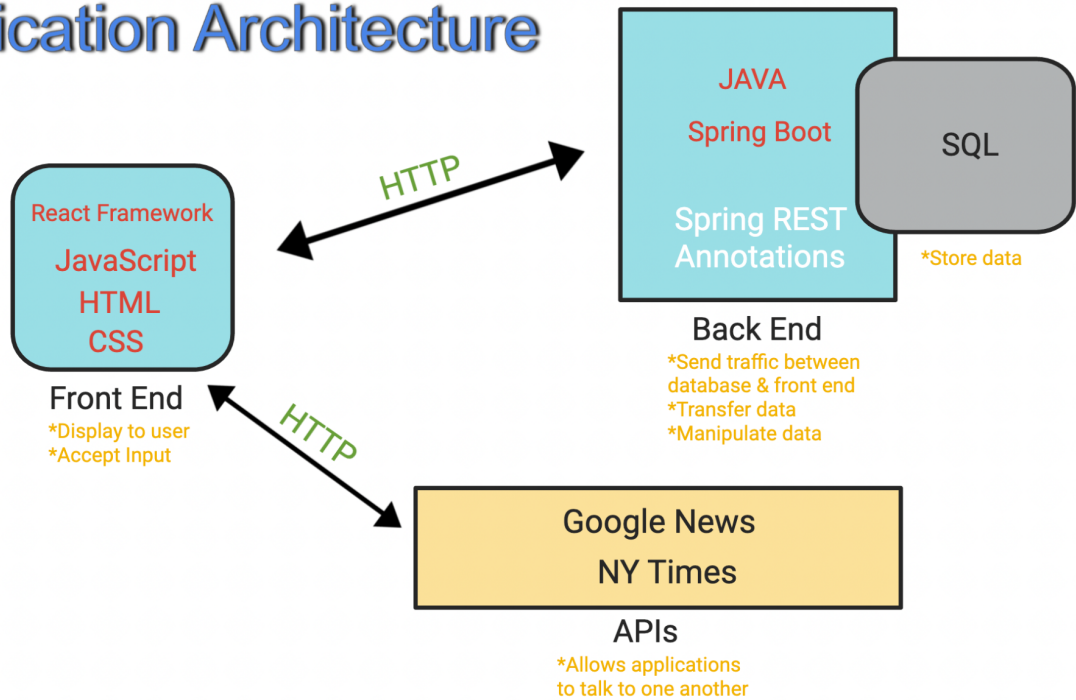 ication Architecture
JAVA
Spring Boot
Spring REST
Annotations
SQL
*Store data
HTTP
React Framework
JavaScript
HTML
CSS
Front End
*Display to user
*Accept Input
Back End
*Send traffic between
database & front end
*Transfer data
*Manipulate data
HTTP
Google News
NY Times
APIs
*Allows applications
to talk to one another